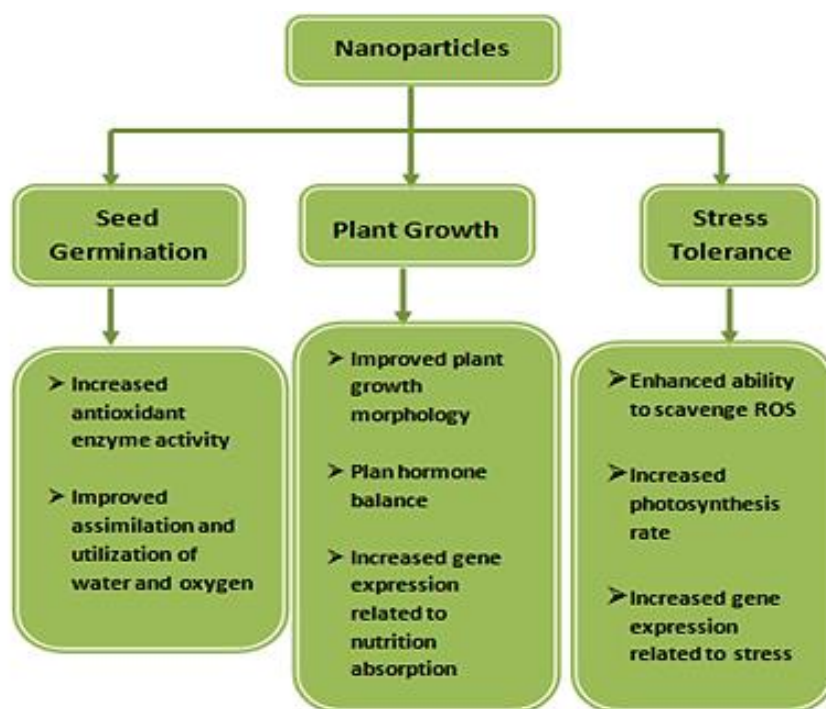 Nanoparticles
Seed
Germination
Plant Growth
Stress
Tolerance
➤ Increased
antioxidant
enzyme activity
➤ Improved
assimilation and
utilization of
water and oxygen
➤ Improved plant
growth
morphology
➤ Plan hormone
balance
➤ Increased gene
expression
related to
nutrition
absorption
➤ Enhanced ability
to scavenge ROS
➤ Increased
photosynthesis
rate
➤ Increased gene
expression
related to stress